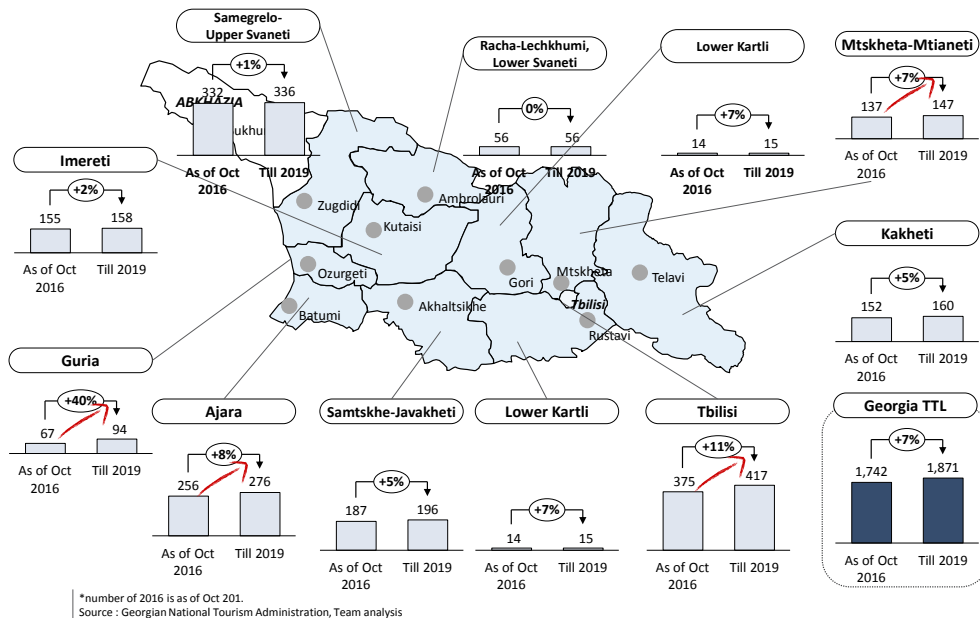 Samegrelo-
Upper Svaneti
+1%
332
336
As of Oct
2016
Till 2019
ABKHAZIA
Racha-Lechkhumi,
Lower Svaneti
0%
56
56
As of Oct
2016
Till 2019
Lower Kartli
+7%
14
15
As of Oct
2016
Till 2019
Mtskheta-Mtianeti
+7%
137
147
As of Oct
2016
Till 2019
Imereti
+2%
155
158
As of Oct
2016
Till 2019
Zugdidi
Ambrolauri
Kutaisi
Ozurgeti
Batumi
Akhaltsikhe
Gori
Mtskheta
Tbilisi
Rustavi
Telavi
Kakheti
+5%
152
160
As of Oct
2016
Till 2019
Guria
+40%
67
94
As of Oct
2016
Till 2019
Ajara
+8%
256
276
As of Oct
2016
Till 2019
Samtskhe-Javakheti
+5%
187
196
As of Oct
2016
Till 2019
Lower Kartli
+7%
14
15
As of Oct
2016
Till 2019
Tbilisi
+11%
375
417
As of Oct
2016
Till 2019
Georgia TTL
+7%
1,742
1,871
As of Oct
2016
Till 2019
*number of 2016 is as of Oct 201.
Source : Georgian National Tourism Administration, Team analysis